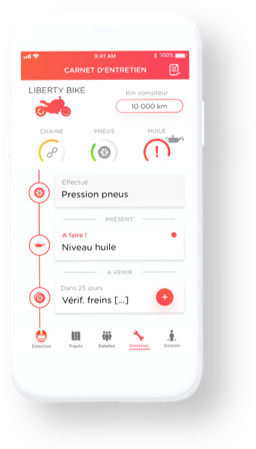 9:41 AM
100%
CARNET D'ENTRETIEN
LIBERTY BIKE
Km compteur
10 000 km
CHAINE
PNEUS
HUILE
Effectué
Pression pneus
PRÉSENT
A faire !
Niveau huile
A VENIR
Dans 25 jours
Vérif. freins [...]
+
Détection
Trajets
Balades
Entretien
Gestion